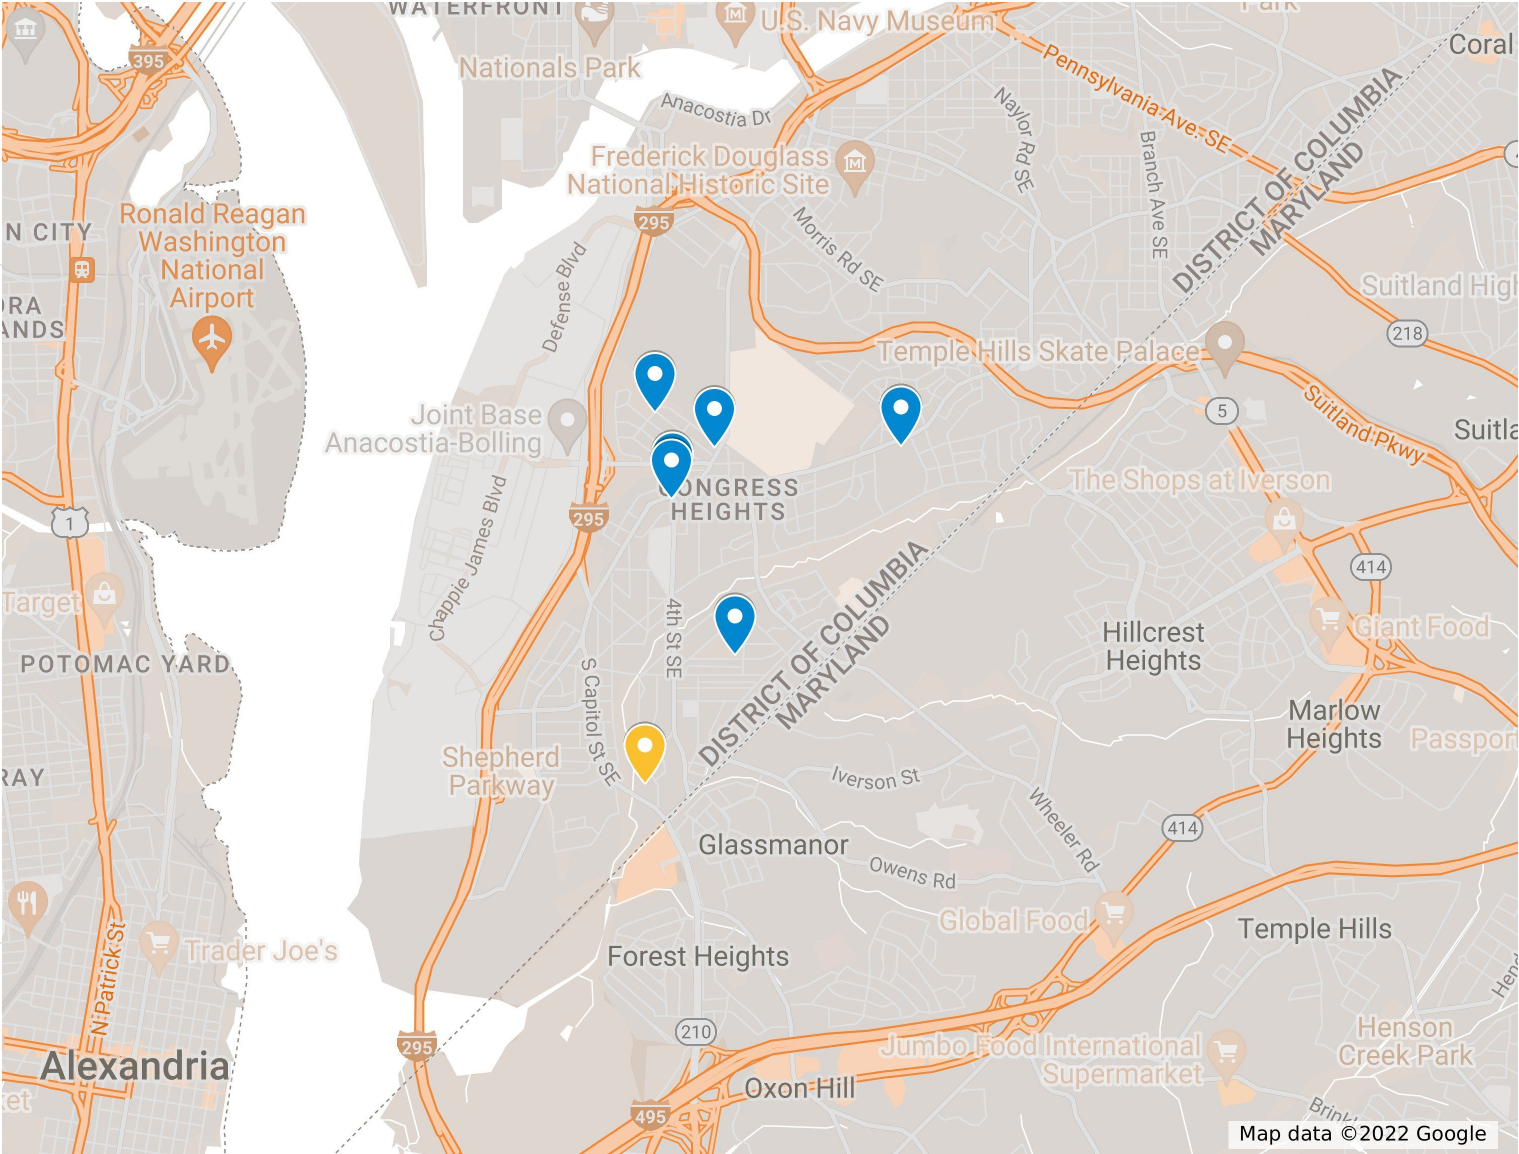 WATERFRONT
U.S. Navy Museum
Park
Coral
395
Nationals Park
Anacostia Dr
Pennsylvania Ave. SE
Naylor Rd SE
Branch Ave SE
DISTRICT OF COLUMBIA
MARYLAND
Frederick Douglass
National Historic Site
Ronald Reagan
Washington
National
Airport
N CITY
295
Morris Rd SE
Defense Blvd
Suitland High
218
ORA
ANDS
Temple Hills Skate Palace
5
Suitland Pkwy
Joint Base
Anacostia-Bolling
Suitla
The Shops at Iverson
CONGRESS
HEIGHTS
1
295
Chappie James Blvd
DISTRICT OF COLUMBIA
MARYLAND
414
Target
4th St SE
Hillcrest
Heights
Giant Food
POTOMAC YARD
S Capitol St SE
Marlow
Heights
Passport
Shepherd
Parkway
RAY
Iverson St
Wheeler Rd
414
Glassmanor
Owens Rd
Global Food
Temple Hills
Trader Joe's
N Patrick St
Forest Heights
Hend
210
Henson
Creek Park
295
Jumbo Food International
Supermarket
Alexandria
Oxon Hill
ket
495
Brink
Map data ©2022 Google